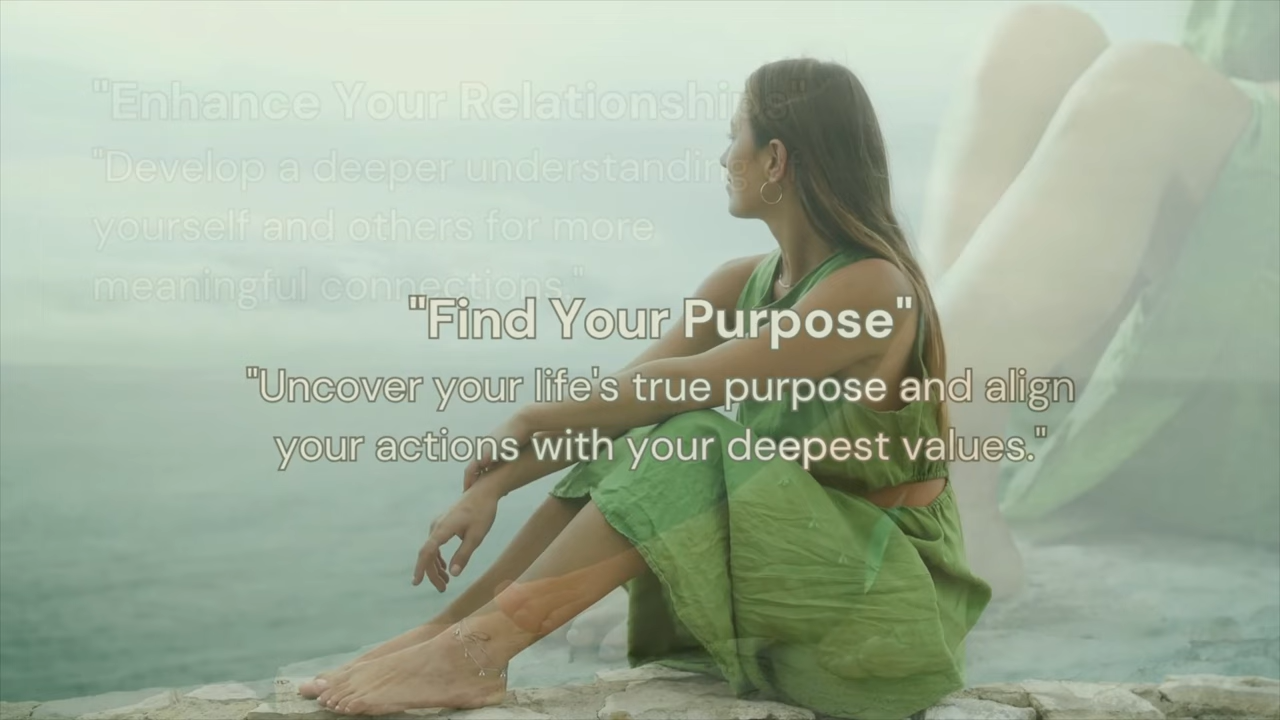 "Enhance Your Relationships"
"Develop a deeper understanding
yourself and others for more
meaningful connections."
"Find Your Purpose"
"Uncover your life's true purpose and align
your actions with your deepest values."